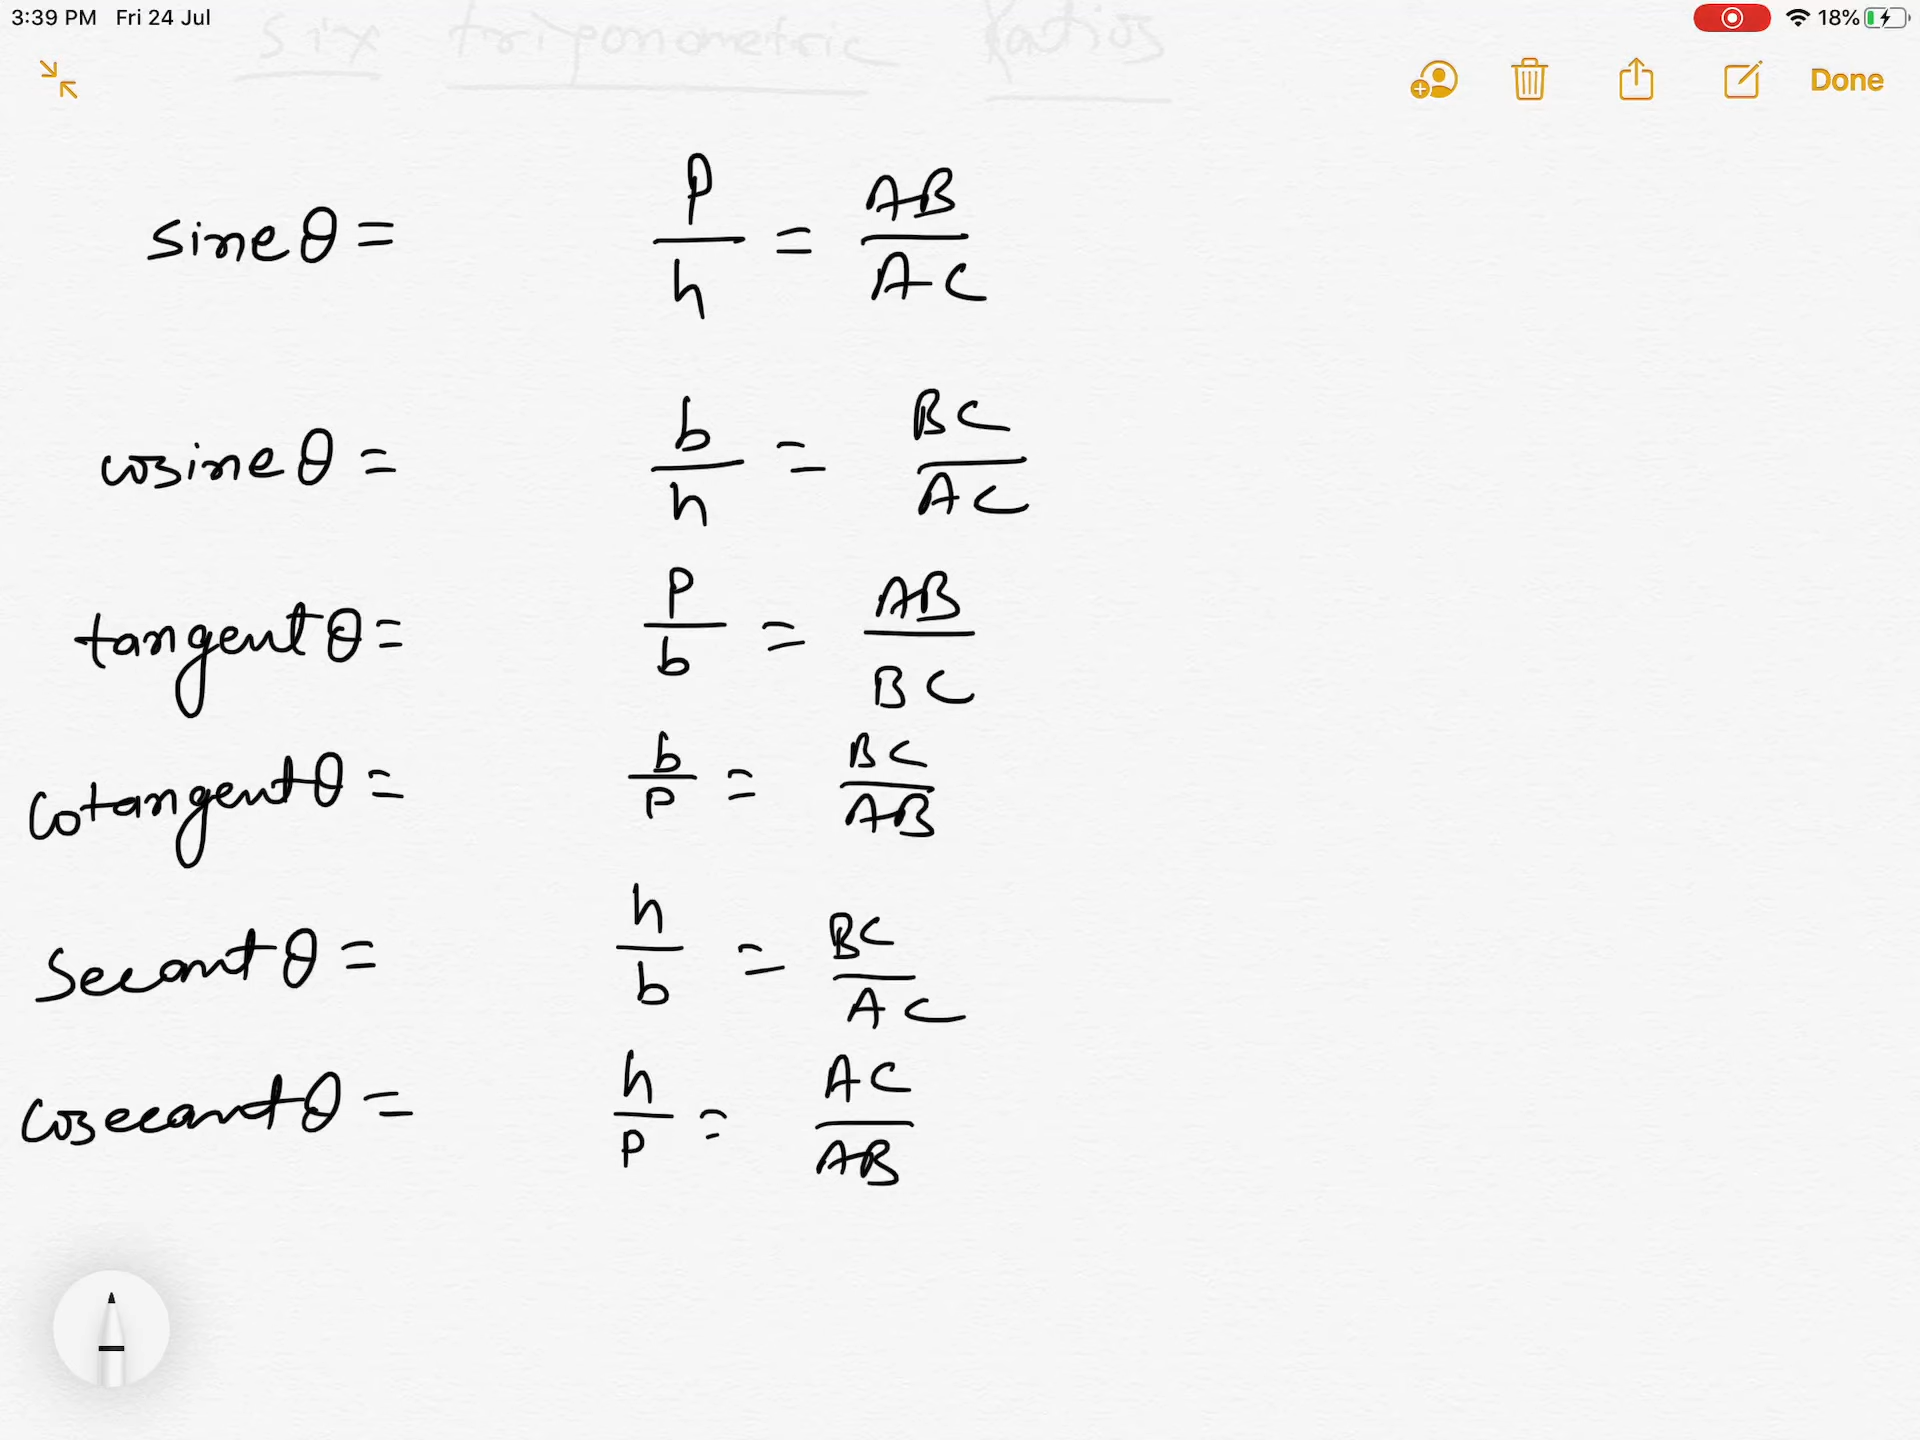 3:39 PM Fri 24 Jul 18%
six trigonometric Ratios
Done
sine θ = P/h = AB/AC
cosine θ = b/h = BC/AC
tangent θ = P/b = AB/BC
cotangent θ = b/P = BC/AB
Secant θ = h/b = BC/AC
cosecant θ = h/P = AC/AB